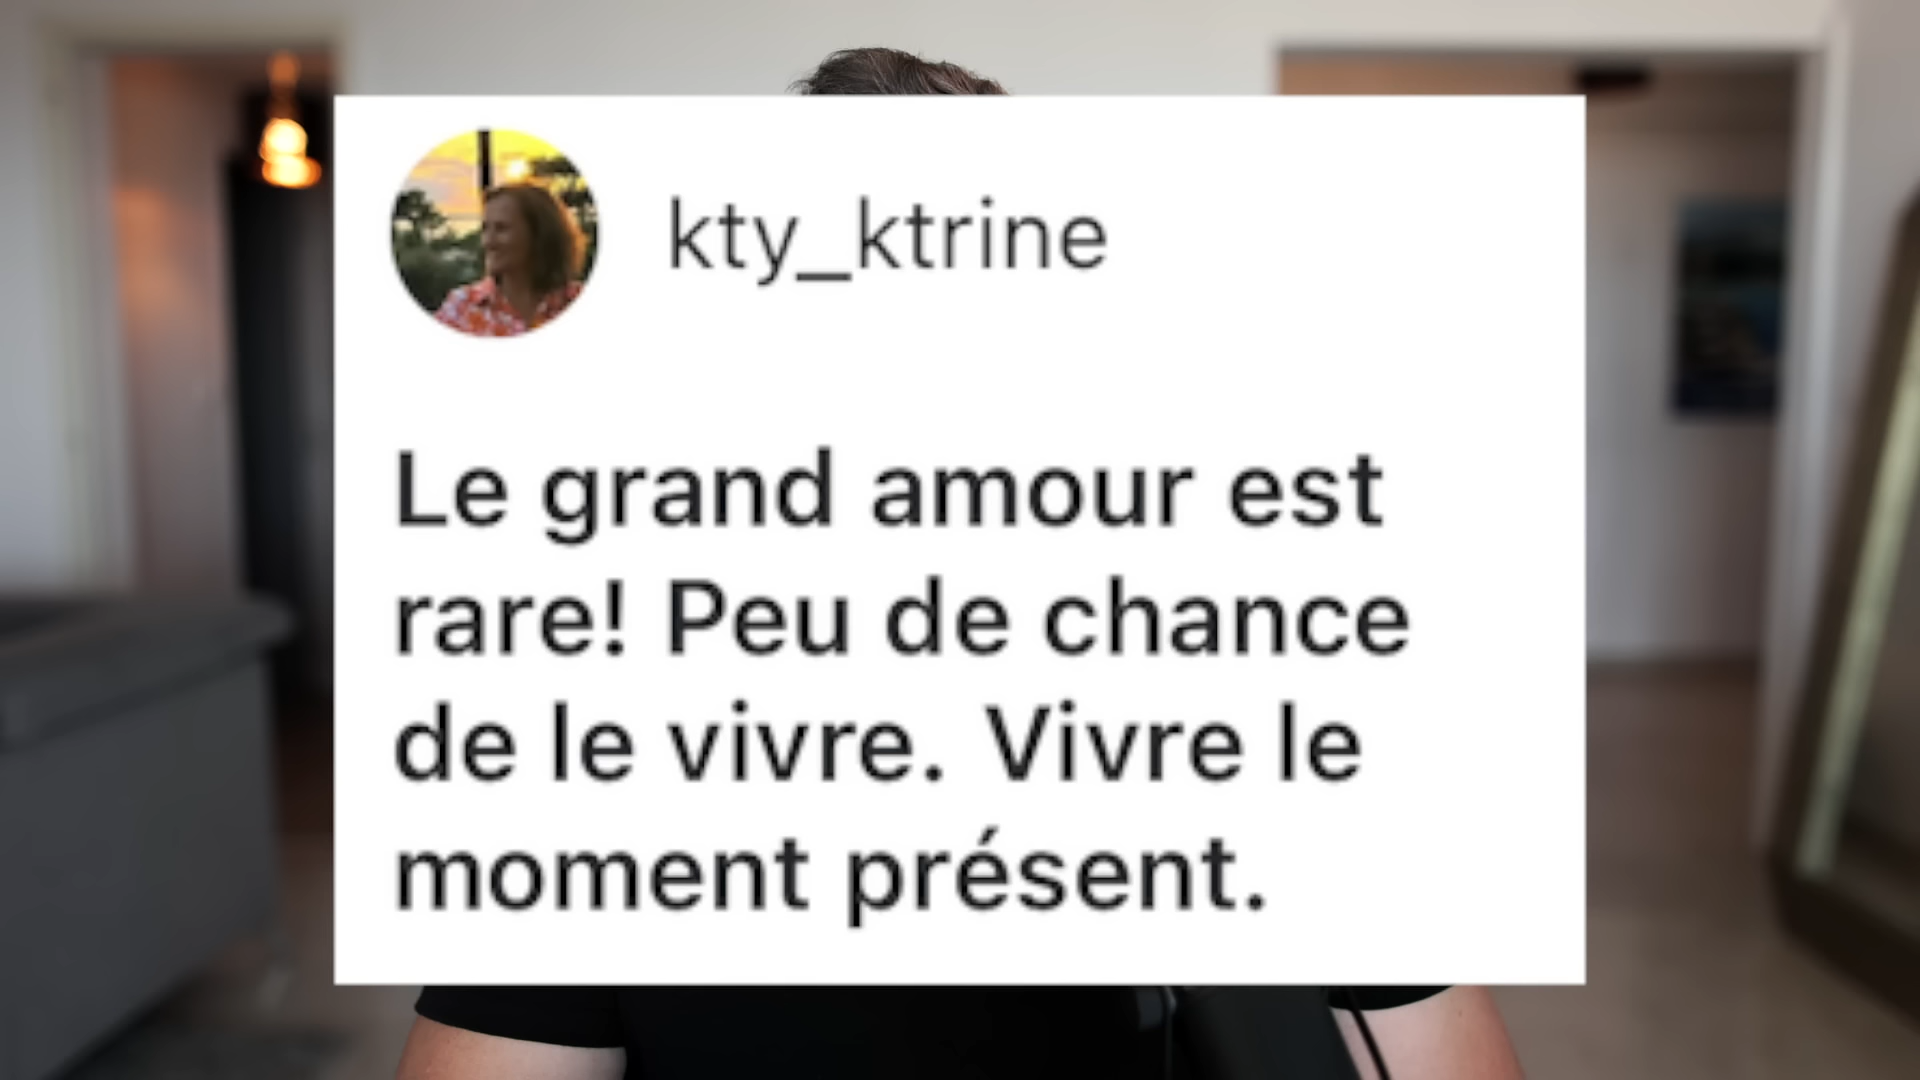 kty_ktrine
Le grand amour est
rare! Peu de chance
de le vivre. Vivre le
moment présent.